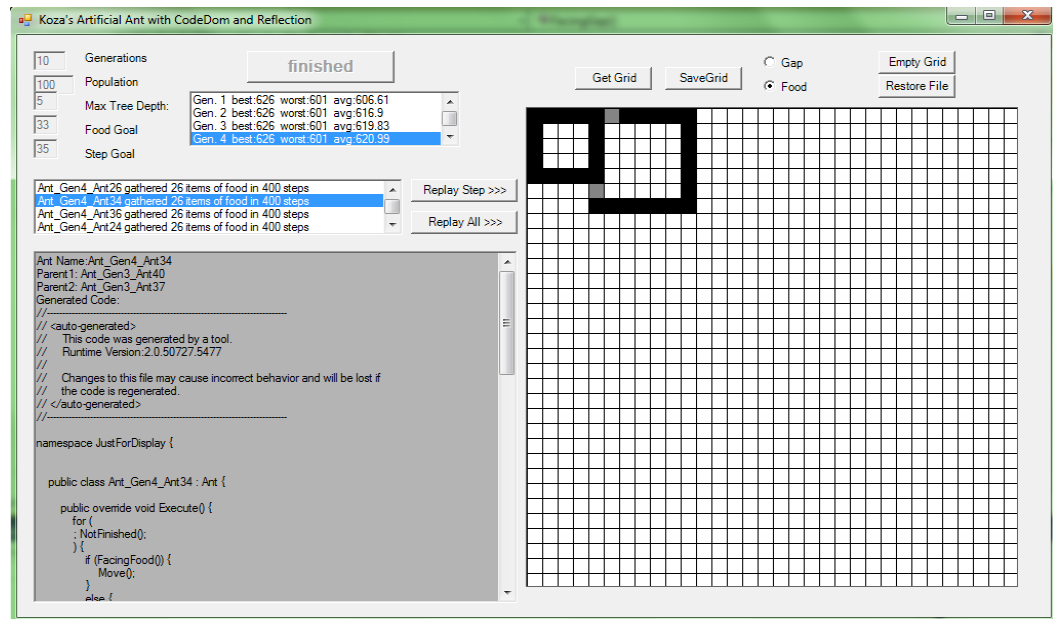 Koza's Artificial Ant with CodeDom and Reflection
10 Generations
100 Population
5 Max Tree Depth:
33 Food Goal
35 Step Goal
finished
Gen. 1 best:626 worst:601 avg:606.61
Gen. 2 best:626 worst:601 avg:616.9
Gen. 3 best:626 worst:601 avg:619.83
Gen. 4 best:626 worst:601 avg:620.99
Get Grid
SaveGrid
Gap
Food
Empty Grid
Restore File
Ant_Gen4_Ant26 gathered 26 items of food in 400 steps
Ant_Gen4_Ant34 gathered 26 items of food in 400 steps
Ant_Gen4_Ant36 gathered 26 items of food in 400 steps
Ant_Gen4_Ant24 gathered 26 items of food in 400 steps
Replay Step >>>
Replay All >>>
Ant Name:Ant_Gen4_Ant34
Parent1: Ant_Gen3_Ant40
Parent2: Ant_Gen3_Ant37
Generated Code:
//------------------------------------------------------------------------------
// <auto-generated>
//     This code was generated by a tool.
//     Runtime Version:2.0.50727.5477
//
//     Changes to this file may cause incorrect behavior and will be lost if
//     the code is regenerated.
// </auto-generated>
//------------------------------------------------------------------------------
namespace JustForDisplay {
public class Ant_Gen4_Ant34 : Ant {
public override void Execute() {
for (
; NotFinished();
) {
if (FacingFood()) {
Move();
}
else {